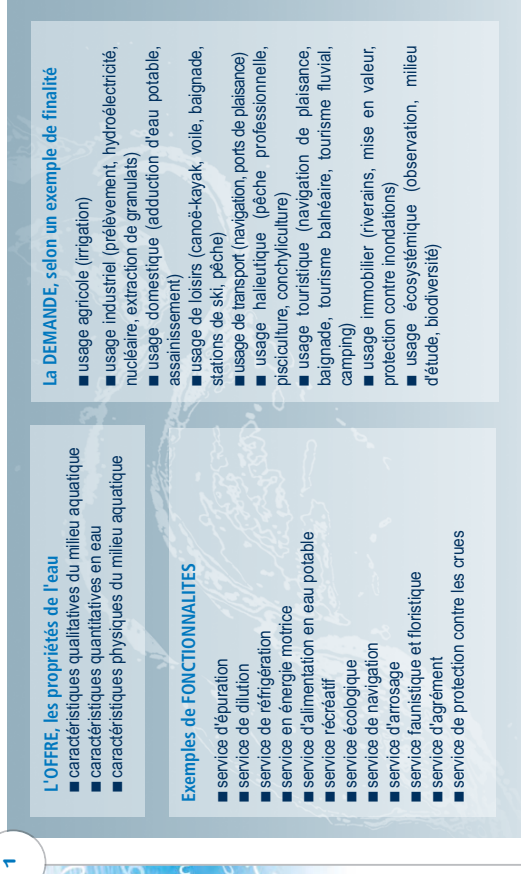 1
L'OFFRE, les propriétés de l'eau
■ caractéristiques qualitatives du milieu aquatique
■ caractéristiques quantitatives en eau
■ caractéristiques physiques du milieu aquatique
Exemples de FONCTIONNALITES
■ service d'épuration
■ service de dilution
■ service de réfrigération
■ service en énergie motrice
■ service d'alimentation en eau potable
■ service récréatif
■ service écologique
■ service de navigation
■ service d'arrosage
■ service faunistique et floristique
■ service d'agrément
■ service de protection contre les crues
La DEMANDE, selon un exemple de finalité
■ usage agricole (irrigation)
■ usage industriel (prélèvement, hydroélectricité,
nucléaire, extraction de granulats)
■ usage domestique (adduction d'eau potable,
assainissement)
■ usage de loisirs (canoë-kayak, voile, baignade,
stations de ski, pêche)
■ usage de transport (navigation, ports de plaisance)
■ usage halieutique (pêche professionnelle,
pisciculture, conchyliculture)
■ usage touristique (navigation de plaisance,
baignade, tourisme balnéaire, tourisme fluvial,
camping)
■ usage immobilier (riverains, mise en valeur,
protection contre inondations)
■ usage écosystémique (observation, milieu
d'étude, biodiversité)